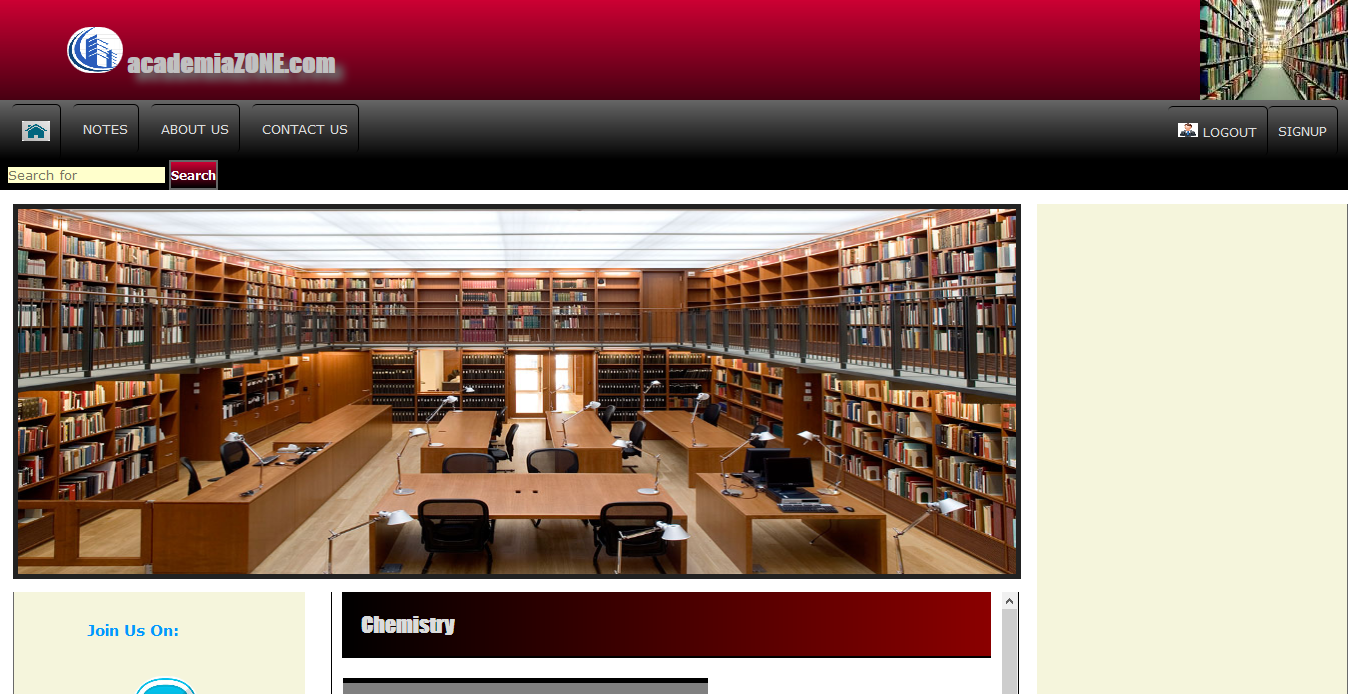 academiaZONE.com
NOTES
ABOUT US
CONTACT US
LOGOUT
SIGNUP
Search for
Search
Join Us On:
Chemistry